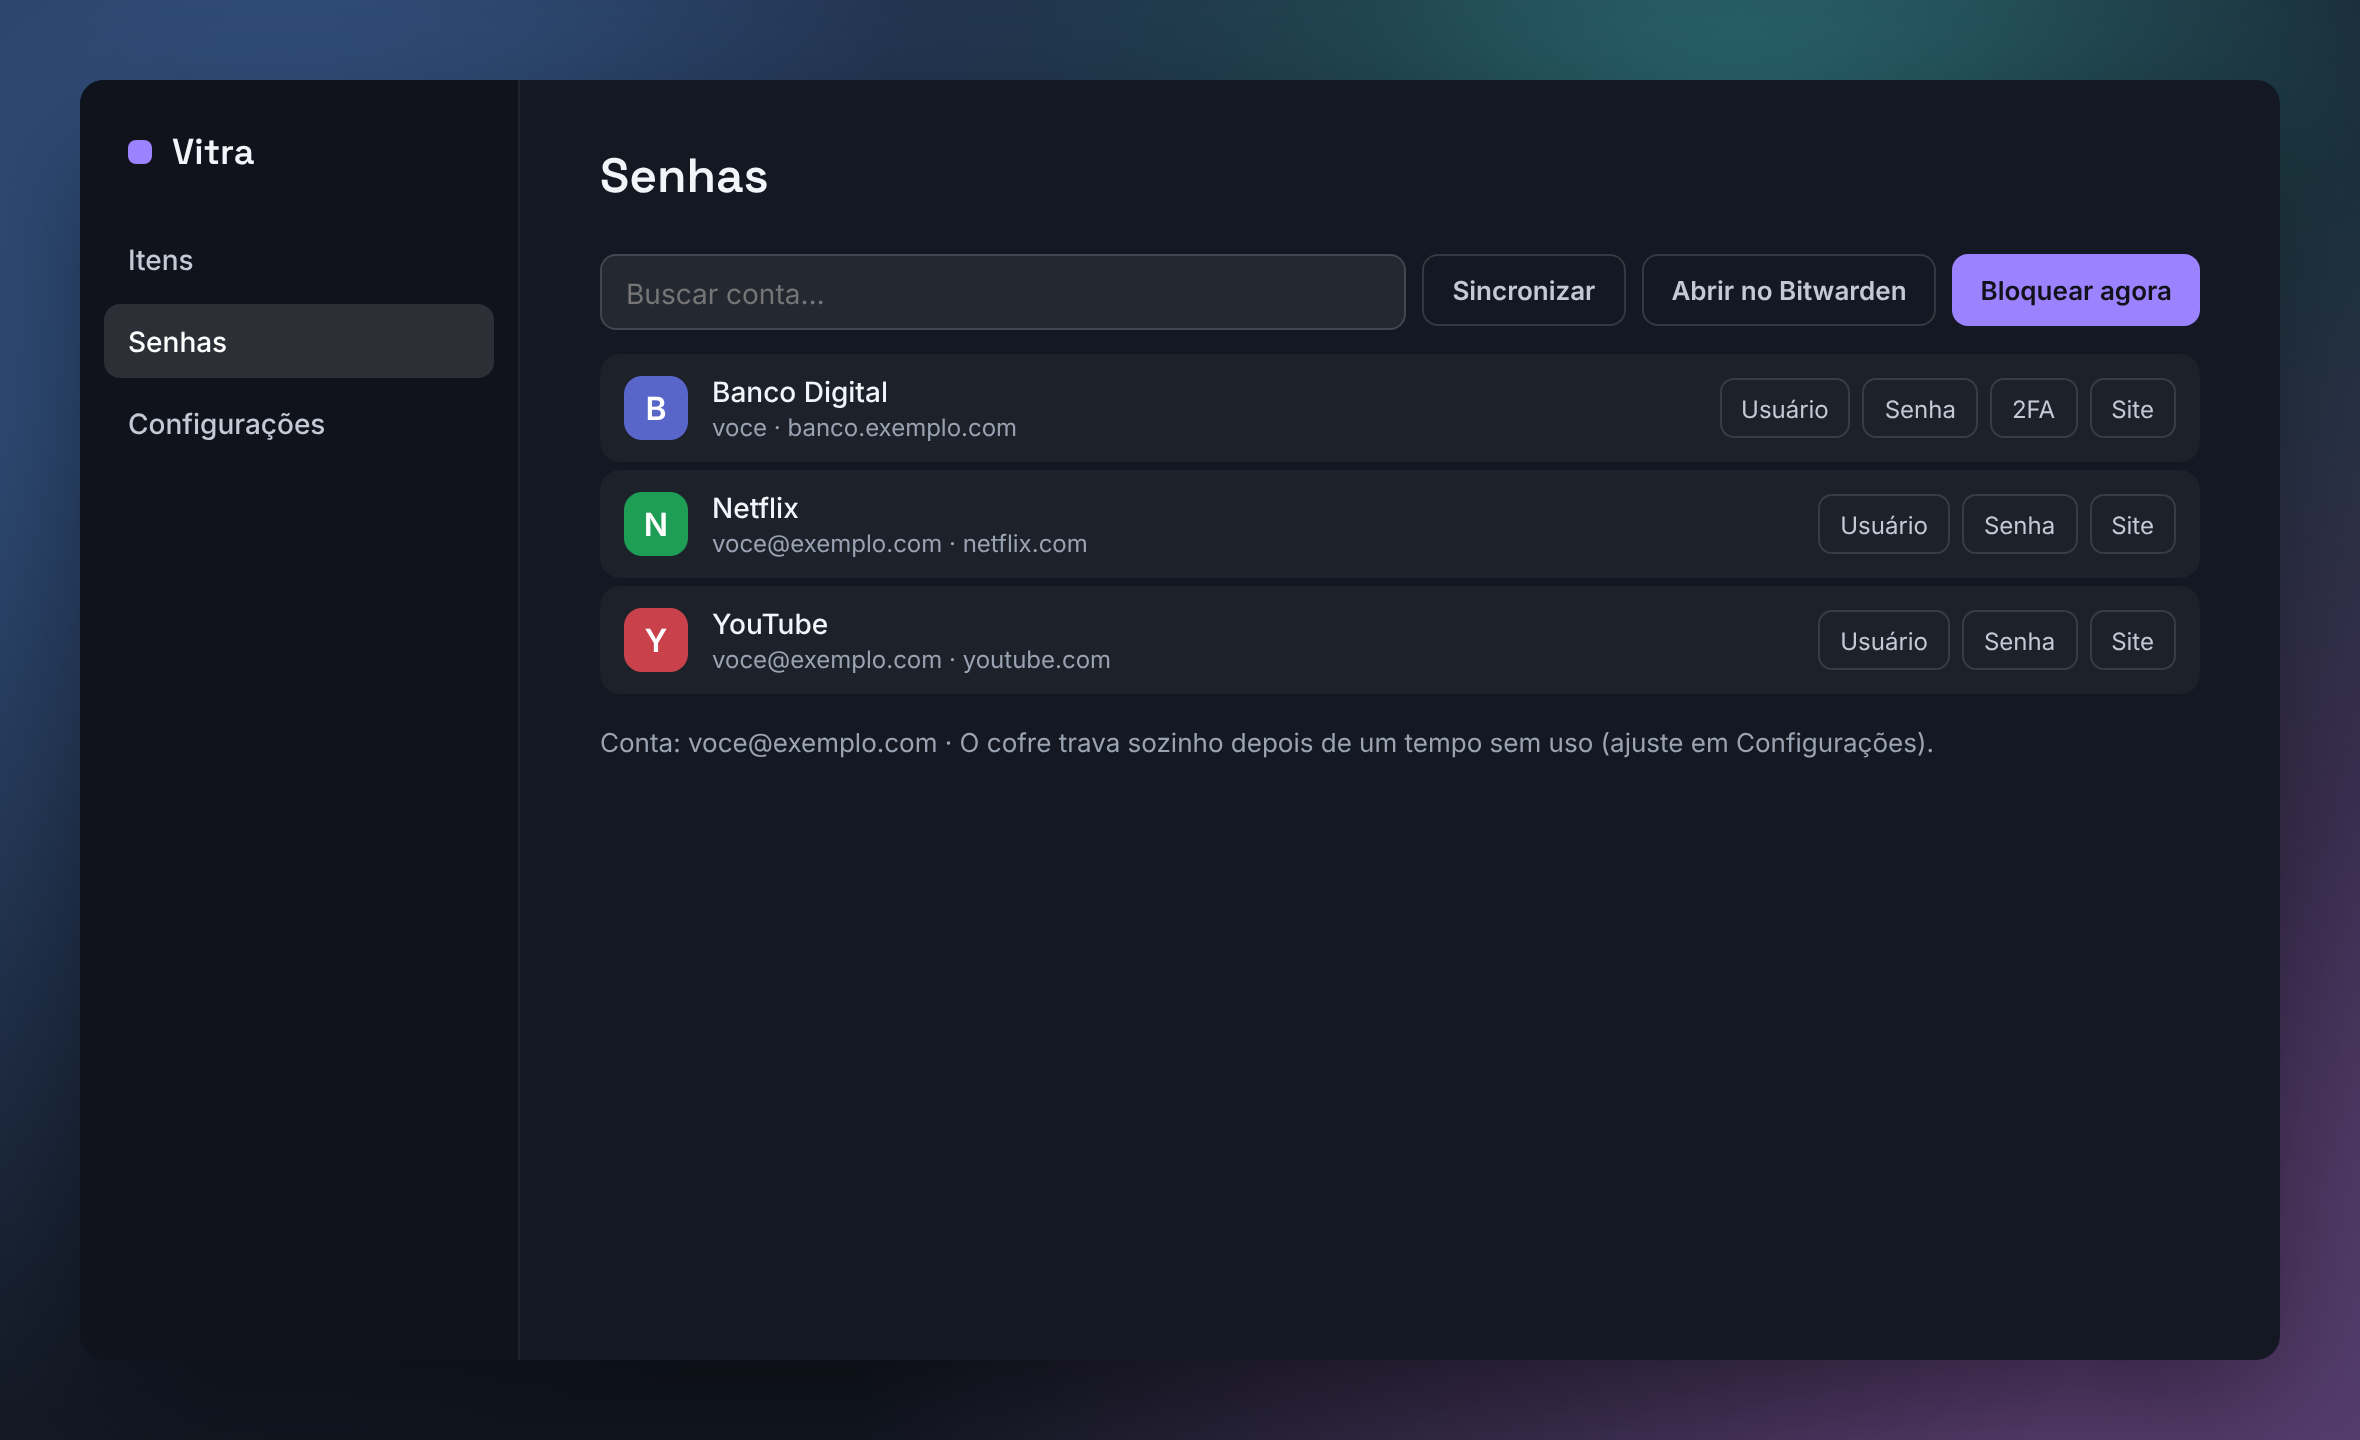 Vitra
Itens
Senhas
Configurações
Senhas
Buscar conta...
Sincronizar
Abrir no Bitwarden
Bloquear agora
B
Banco Digital
voce · banco.exemplo.com
Usuário
Senha
2FA
Site
N
Netflix
voce@exemplo.com · netflix.com
Usuário
Senha
Site
Y
YouTube
voce@exemplo.com · youtube.com
Usuário
Senha
Site
Conta: voce@exemplo.com · O cofre trava sozinho depois de um tempo sem uso (ajuste em Configurações).